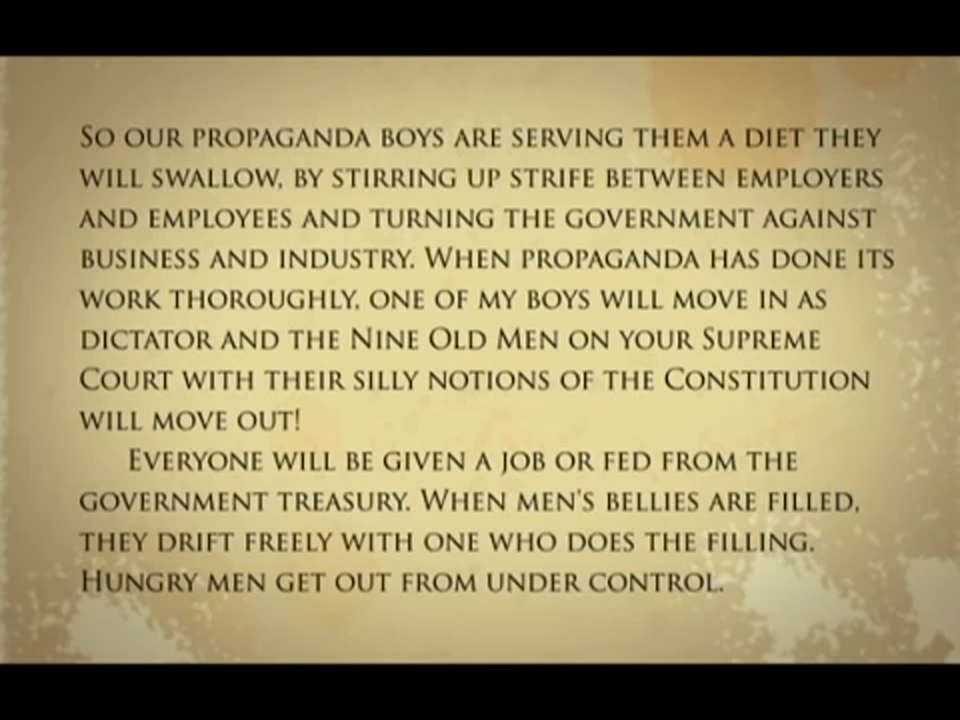 So our propaganda boys are serving them a diet they
will swallow, by stirring up strife between employers
and employees and turning the government against
business and industry. When propaganda has done its
work thoroughly, one of my boys will move in as
dictator and the Nine Old Men on your Supreme
Court with their silly notions of the Constitution
will move out!
Everyone will be given a job or fed from the
government treasury. When men's bellies are filled,
they drift freely with one who does the filling.
Hungry men get out from under control.